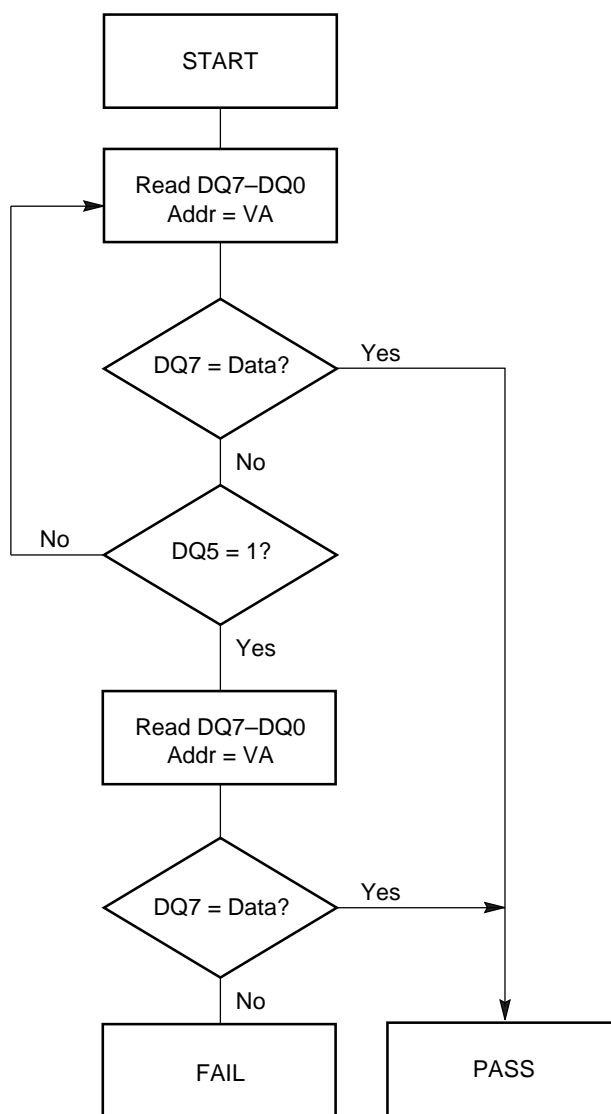 START
Read DQ7–DQ0
Addr = VA
DQ7 = Data?
Yes
No
No
DQ5 = 1?
Yes
Read DQ7–DQ0
Addr = VA
DQ7 = Data?
Yes
No
FAIL
PASS